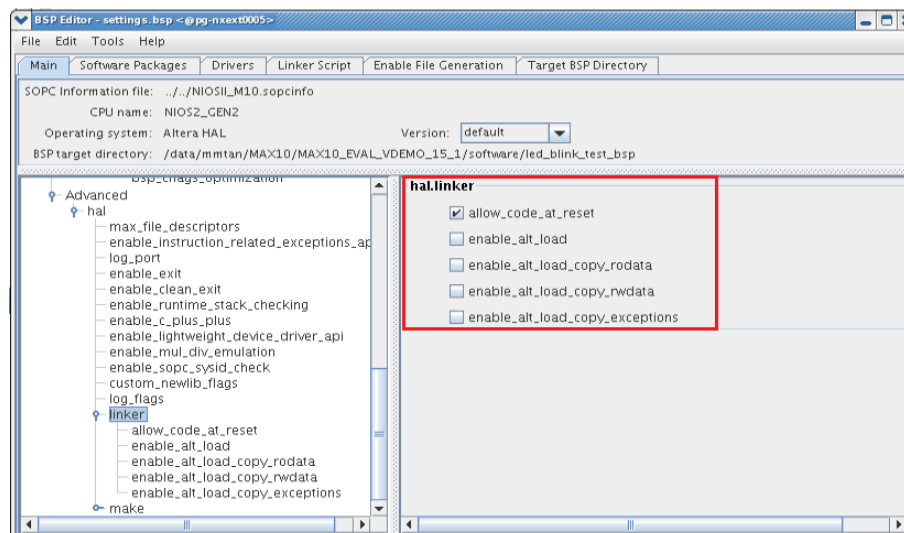 BSP Editor - settings.bsp <@pg-nxext0005>
File Edit Tools Help
Main Software Packages Drivers Linker Script Enable File Generation Target BSP Directory
SOPC Information file: ../../NIOSII_M10.sopcinfo
CPU name: NIOS2_GEN2
Operating system: Altera HAL Version: default
BSP target directory: /data/mmtan/MAX10/MAX10_EVAL_VDEMO_15_1/software/led_blink_test_bsp
Advanced
hal
max_file_descriptors
enable_instruction_related_exceptions_ap
log_port
enable_exit
enable_clean_exit
enable_runtime_stack_checking
enable_c_plus_plus
enable_lightweight_device_driver_api
enable_mul_div_emulation
enable_sopc_sysid_check
custom_newlib_flags
log_flags
linker
allow_code_at_reset
enable_alt_load
enable_alt_load_copy_rodata
enable_alt_load_copy_rwdata
enable_alt_load_copy_exceptions
make
hal.linker
allow_code_at_reset
enable_alt_load
enable_alt_load_copy_rodata
enable_alt_load_copy_rwdata
enable_alt_load_copy_exceptions